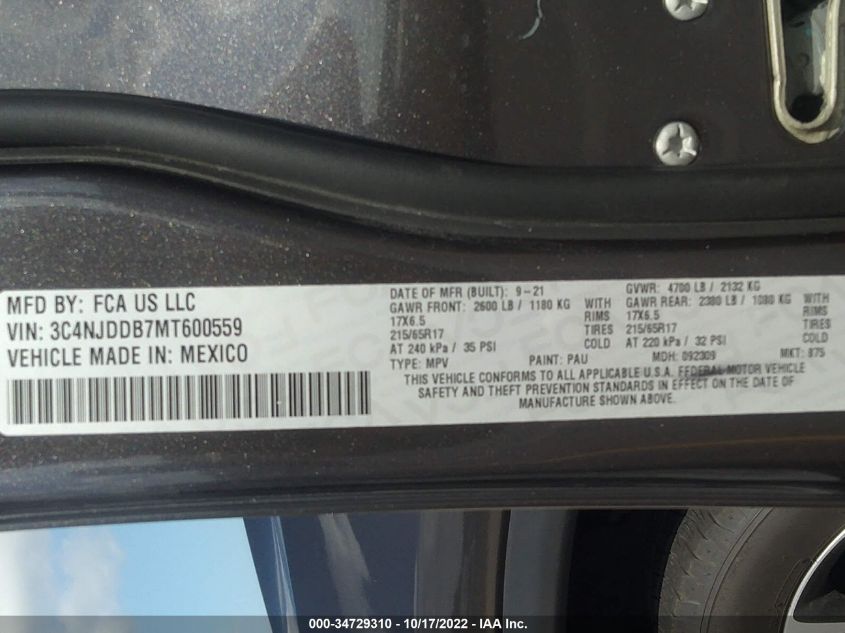 MFD BY: FCA US LLC
VIN: 3C4NJDDB7MT600559
VEHICLE MADE IN: MEXICO
DATE OF MFR (BUILT): 9-21 GVWR: 4700 LB / 2132 KG
GAWR FRONT: 2600 LB / 1180 KG WITH GAWR REAR: 2380 LB / 1080 KG WITH
17X6.5 RIMS 17X6.5 RIMS
215/65R17 TIRES 215/65R17 TIRES
AT 240 kPa / 35 PSI COLD AT 220 kPa / 32 PSI COLD
TYPE: MPV PAINT: PAU MDH: 092309 MKT: 875
THIS VEHICLE CONFORMS TO ALL APPLICABLE U.S.A. FEDERAL MOTOR VEHICLE
SAFETY AND THEFT PREVENTION STANDARDS IN EFFECT ON THE DATE OF
MANUFACTURE SHOWN ABOVE.
000-34729310 - 10/17/2022 - IAA Inc.